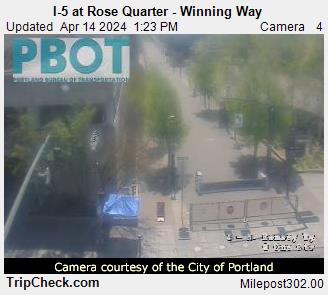 I-5 at Rose Quarter - Winning Way
Updated Apr 14 2024 1:23 PM Camera 4
PBOT
PORTLAND BUREAU OF TRANSPORTATION
Camera courtesy of the City of Portland
TripCheck.com Milepost302.00